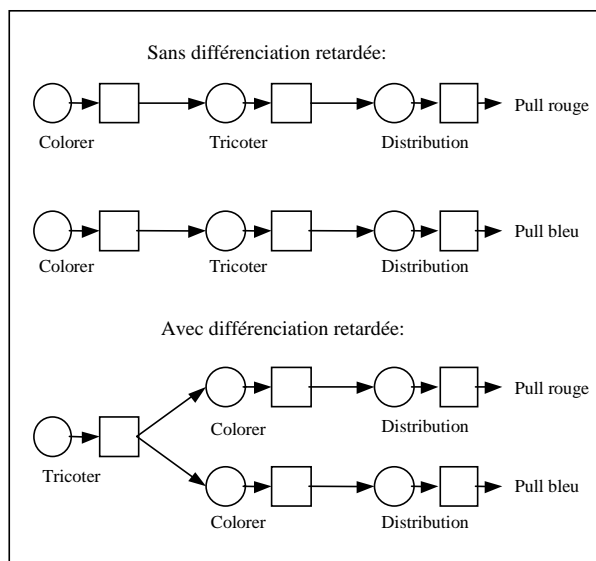 Sans différenciation retardée:
Pull rouge
Colorer Tricoter Distribution
Pull bleu
Colorer Tricoter Distribution
Avec différenciation retardée:
Pull rouge
Colorer Distribution
Tricoter
Pull bleu
Colorer Distribution